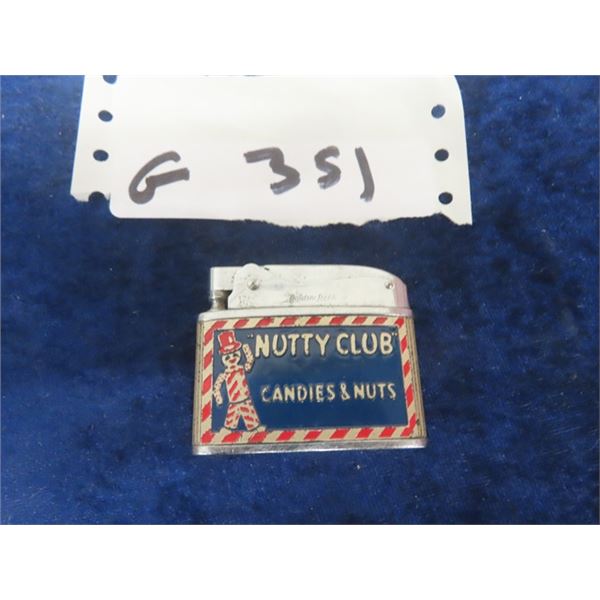 G 351
"NUTTY CLUB"
CANDIES & NUTS